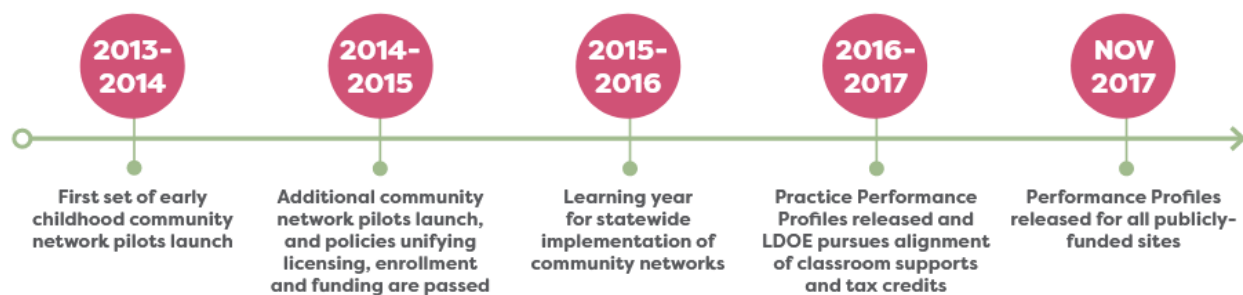 2013-
2014
2014-
2015
2015-
2016
2016-
2017
NOV
2017
First set of early
childhood community
network pilots launch
Additional community
network pilots launch,
and policies unifying
licensing, enrollment
and funding are passed
Learning year
for statewide
implementation of
community networks
Practice Performance
Profiles released and
LDOE pursues alignment
of classroom supports
and tax credits
Performance Profiles
released for all publicly-
funded sites